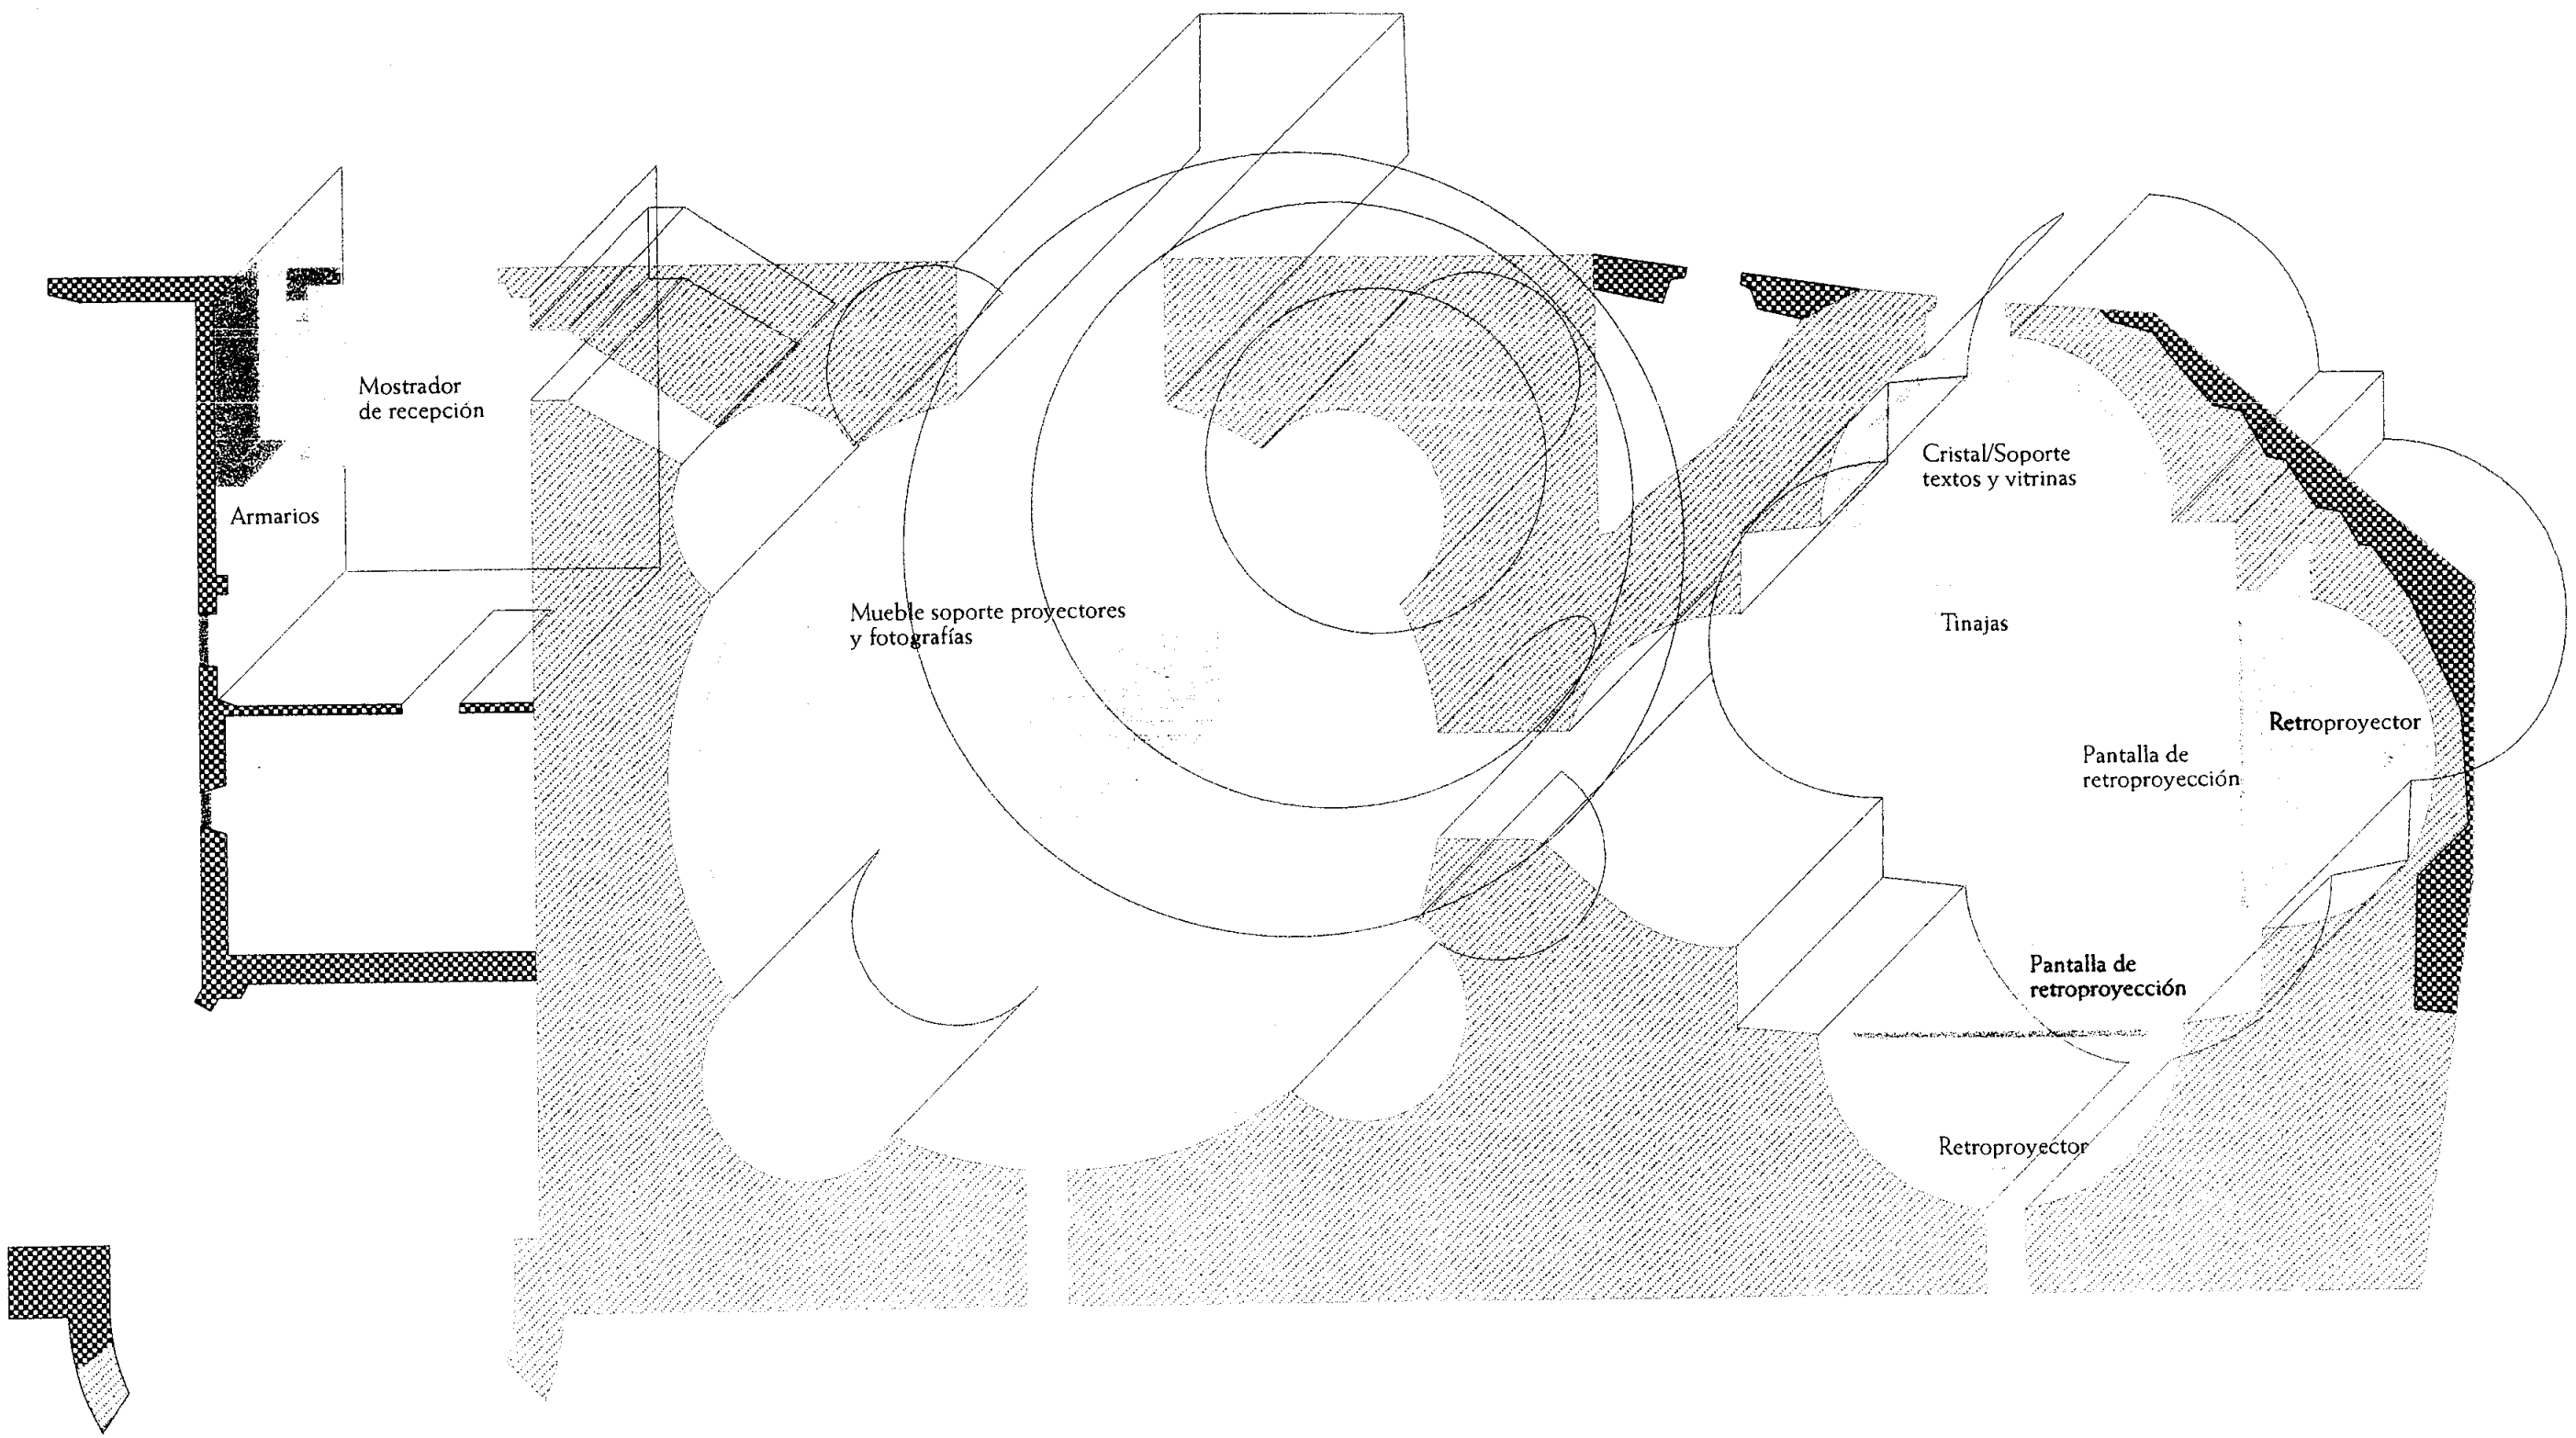 Mostrador
de recepción
Armarios
Mueble soporte proyectores
y fotografías
Cristal/Soporte
textos y vitrinas
Tinajas
Retroproyector
Pantalla de
retroproyección
Pantalla de
retroproyección
Retroproyector